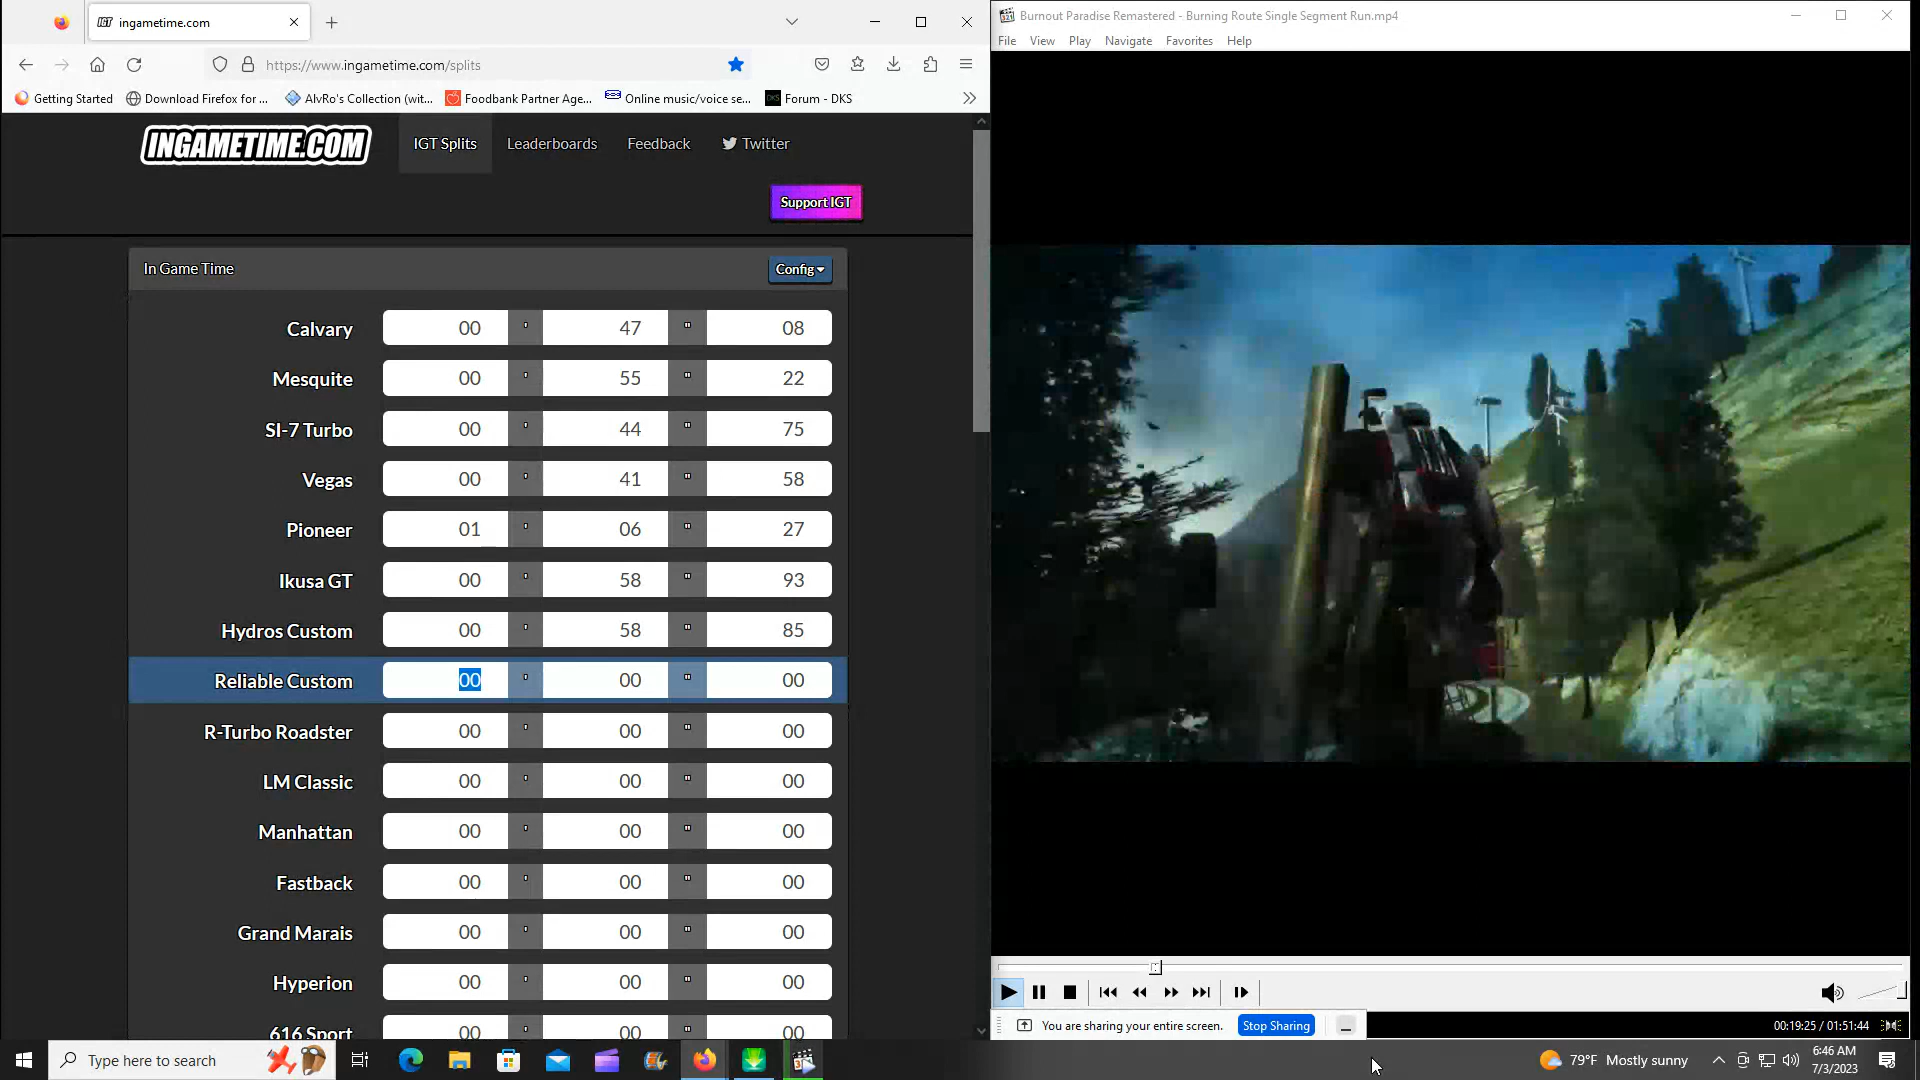 ingametime.com
https://www.ingametime.com/splits
Getting Started
Download Firefox for ...
AlvRo's Collection (wit...
Foodbank Partner Age...
Online music/voice se...
Forum - DKS
INGAMETIME.COM
IGT Splits
Leaderboards
Feedback
Twitter
Support IGT
In Game Time
Config
Calvary 00 ' 47 " 08
Mesquite 00 ' 55 " 22
SI-7 Turbo 00 ' 44 " 75
Vegas 00 ' 41 " 58
Pioneer 01 ' 06 " 27
Ikusa GT 00 ' 58 " 93
Hydros Custom 00 ' 58 " 85
Reliable Custom 00 ' 00 " 00
R-Turbo Roadster 00 ' 00 " 00
LM Classic 00 ' 00 " 00
Manhattan 00 ' 00 " 00
Fastback 00 ' 00 " 00
Grand Marais 00 ' 00 " 00
Hyperion 00 ' 00 " 00
616 Sport 00 ' 00 " 00
Burnout Paradise Remastered - Burning Route Single Segment Run.mp4
File View Play Navigate Favorites Help
You are sharing your entire screen.
Stop Sharing
00:19:25 / 01:51:44
Type here to search
79°F Mostly sunny
6:46 AM
7/3/2023